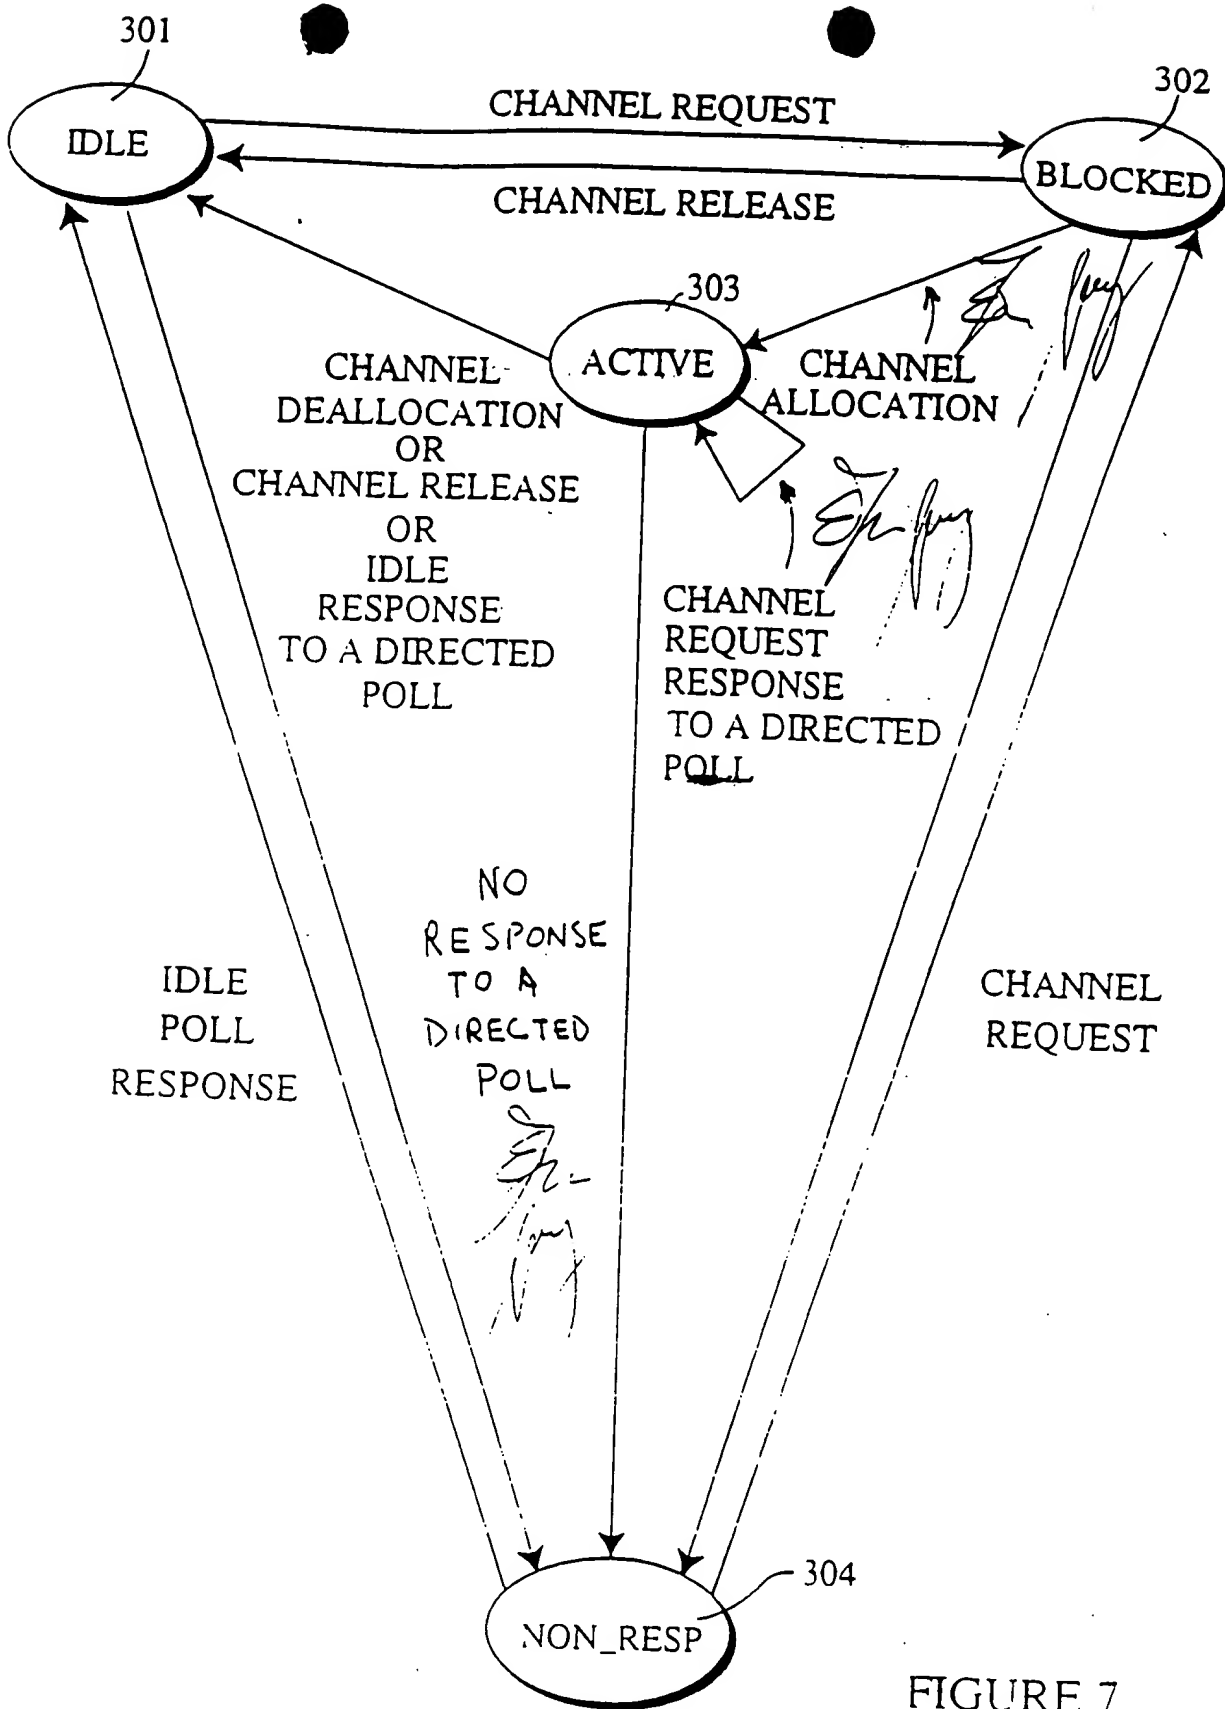 301
302
CHANNEL REQUEST
IDLE
BLOCKED
CHANNEL RELEASE
303
ACTIVE
CHANNEL
ALLOCATION
CHANNEL
DEALLOCATION
OR
CHANNEL RELEASE
OR
IDLE
RESPONSE
TO A DIRECTED
POLL
CHANNEL
REQUEST
RESPONSE
TO A DIRECTED
POLL
NO
RESPONSE
TO A
DIRECTED
POLL
IDLE
POLL
RESPONSE
CHANNEL
REQUEST
304
NON_RESP
FIGURE 7